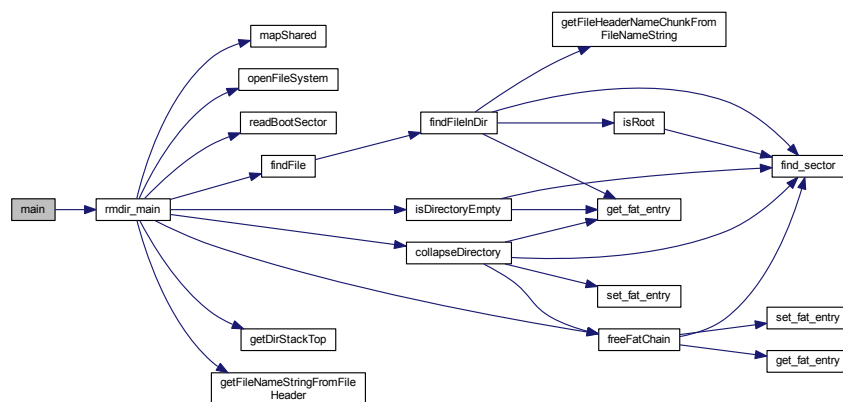 main
rmdir_main
mapShared
openFileSystem
readBootSector
findFile
isDirectoryEmpty
collapseDirectory
getDirStackTop
getFileNameStringFromFile
Header
findFileInDir
getFileHeaderNameChunkFrom
FileNameString
isRoot
get_fat_entry
set_fat_entry
freeFatChain
find_sector
set_fat_entry
get_fat_entry